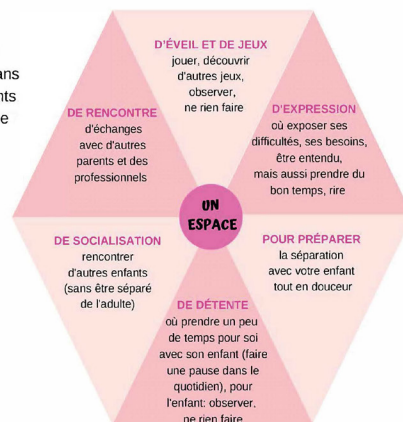 ans
nts
e
D'ÉVEIL ET DE JEUX
jouer, découvrir
d'autres jeux,
observer,
ne rien faire
DE RENCONTRE
d'échanges
avec d'autres
parents et des
professionnels
D'EXPRESSION
où exposer ses
difficultés, ses besoins,
être entendu,
mais aussi prendre du
bon temps, rire
UN
ESPACE
DE SOCIALISATION
rencontrer
d'autres enfants
(sans être séparé
de l'adulte)
POUR PRÉPARER
la séparation
avec votre enfant
tout en douceur
DE DÉTENTE
où prendre un peu
de temps pour soi
avec son enfant (faire
une pause dans le
quotidien), pour
l'enfant: observer,
ne rien faire